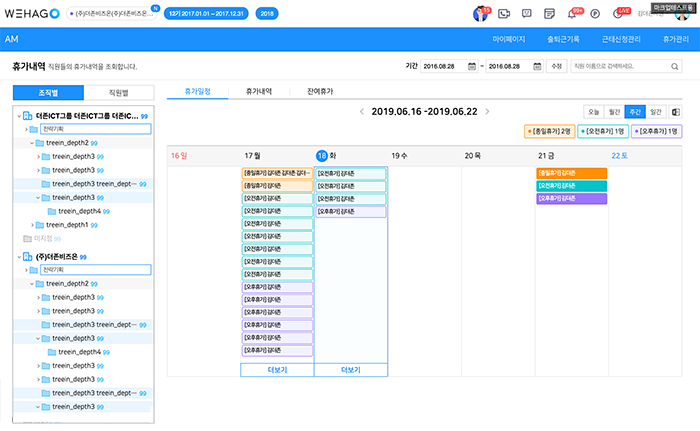 WEHAGO
(주)더존비즈온(주)더존비즈온...
N
12기 2017.01.01 ~ 2017.12.31
2018
15
99+
LIVE
마크업테스트용
AM
마이페이지
출퇴근기록
근태신청관리
휴가관리
휴가내역 직원들의 휴가내역을 조회합니다.
기간
2016.08.28
~
2016.08.28
수정
직원 이름으로 검색하세요.
조직별
직원별
더존ICT그룹 더존ICT그룹 더존IC... 99
전략기획
treein_depth2 99
treein_depth3 99
treein_depth3 99
treein_depth3 treein_dept··· 99
treein_depth3 99
treein_depth4 99
treein_depth1 99
미지정 99
(주)더존비즈온 99
전략기획
treein_depth2 99
treein_depth3 99
treein_depth3 99
treein_depth3 treein_dept··· 99
treein_depth3 99
treein_depth4 99
treein_depth3 99
treein_depth3 99
treein_depth3 treein_dept··· 99
treein_depth3 99
휴가일정
휴가내역
잔여휴가
2019.06.16 ~2019.06.22
오늘
월간
주간
일간
[종일휴가] 2명
[오전휴가] 1명
[오후휴가] 1명
16 일
17 월
18 화
19 수
20 목
21 금
22 토
[종일휴가] 김더존 김더존 김더···
[종일휴가] 김더존
[오전휴가] 김더존
[오전휴가] 김더존
[오전휴가] 김더존
[오전휴가] 김더존
[오전휴가] 김더존
[오전휴가] 김더존
[오전휴가] 김더존
[오후휴가] 김더존
[오후휴가] 김더존
[오후휴가] 김더존
[오후휴가] 김더존
[오후휴가] 김더존
[오후휴가] 김더존
더보기
[오전휴가] 김더존
[오전휴가] 김더존
[오전휴가] 김더존
[오후휴가] 김더존
더보기
[종일휴가] 김더존
[오전휴가] 김더존
[오후휴가] 김더존